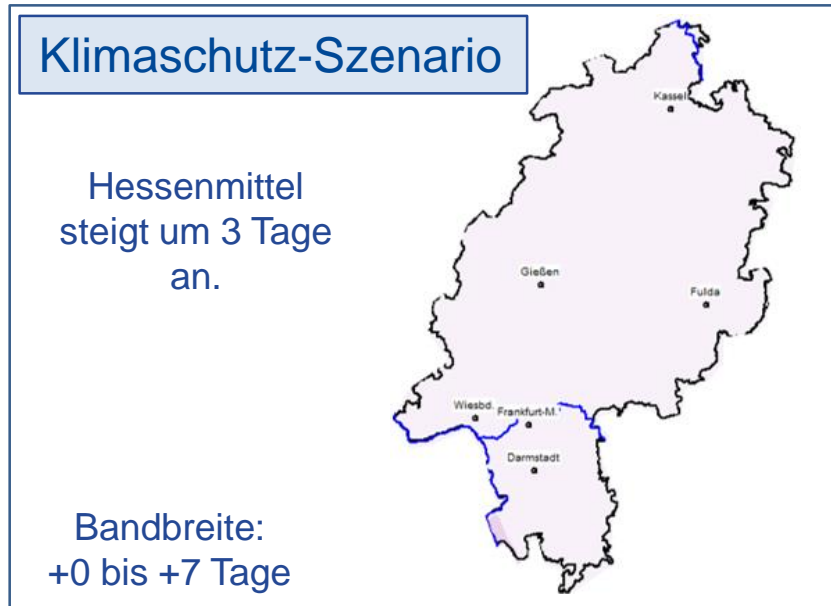 Klimaschutz-Szenario
Hessenmittel
steigt um 3 Tage
an.
Bandbreite:
+0 bis +7 Tage
Kassel
Gießen
Fulda
Wiesbd.
Frankfurt-M.
Darmstadt